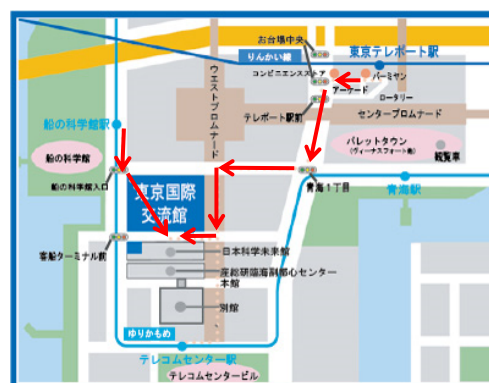 お台場中央
りんかい線
東京テレポート駅
コンビニエンスストア
バーミヤン
アーケード
ロータリー
ウエストプロムナード
テレポート駅前
センタープロムナード
船の科学館駅
パレットタウン
(ヴィーナスフォート他)
観覧車
船の科学館
船の科学館入口
東京国際
交流館
青海1丁目
青海駅
客船ターミナル前
日本科学未来館
産総研臨海副都心センター
本館
別館
ゆりかもめ
テレコムセンター駅
テレコムセンタービル